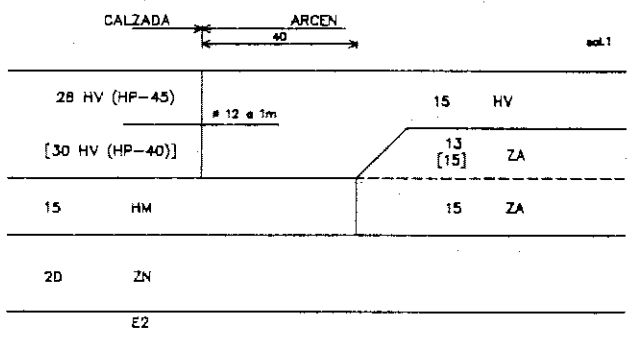 CALZADA ARCEN
40
sol.1
28 HV (HP-45) 15 HV
# 12 a 1m
[30 HV (HP-40)] 13 ZA
[15]
15 HM 15 ZA
20 ZN
E2